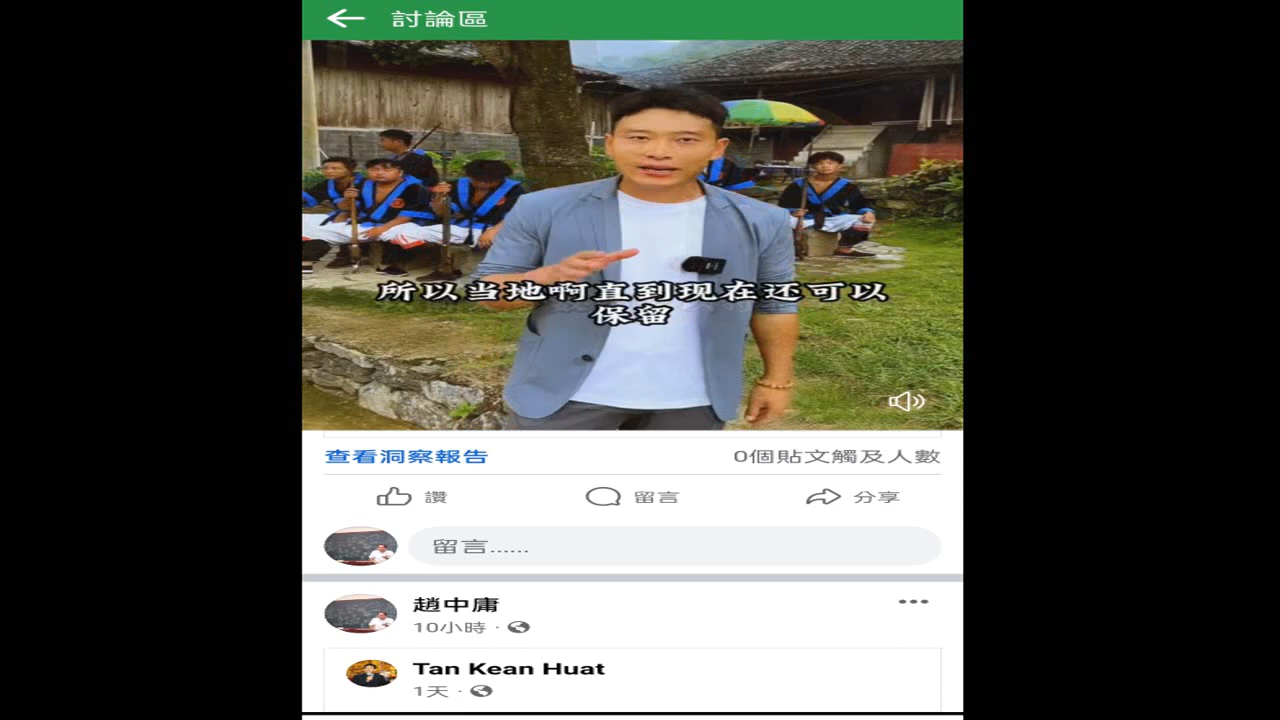 討論區
所以当地啊直到现在还可以
保留
查看洞察報告
0個貼文觸及人數
讚
留言
分享
留言......
趙中庸
10小時 ·
Tan Kean Huat
1天 ·